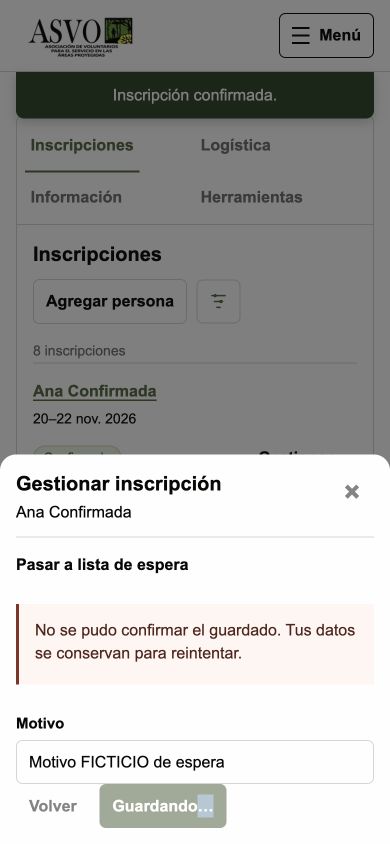 ASVO
ASOCIACIÓN DE VOLUNTARIOS
PARA EL SERVICIO EN LAS
ÁREAS PROTEGIDAS
Menú
Inscripción confirmada.
Inscripciones
Logística
Información
Herramientas
Inscripciones
Agregar persona
8 inscripciones
Ana Confirmada
20–22 nov. 2026
Gestionar inscripción
Ana Confirmada
Pasar a lista de espera
No se pudo confirmar el guardado. Tus datos
se conservan para reintentar.
Motivo
Motivo FICTICIO de espera
Volver
Guardando...